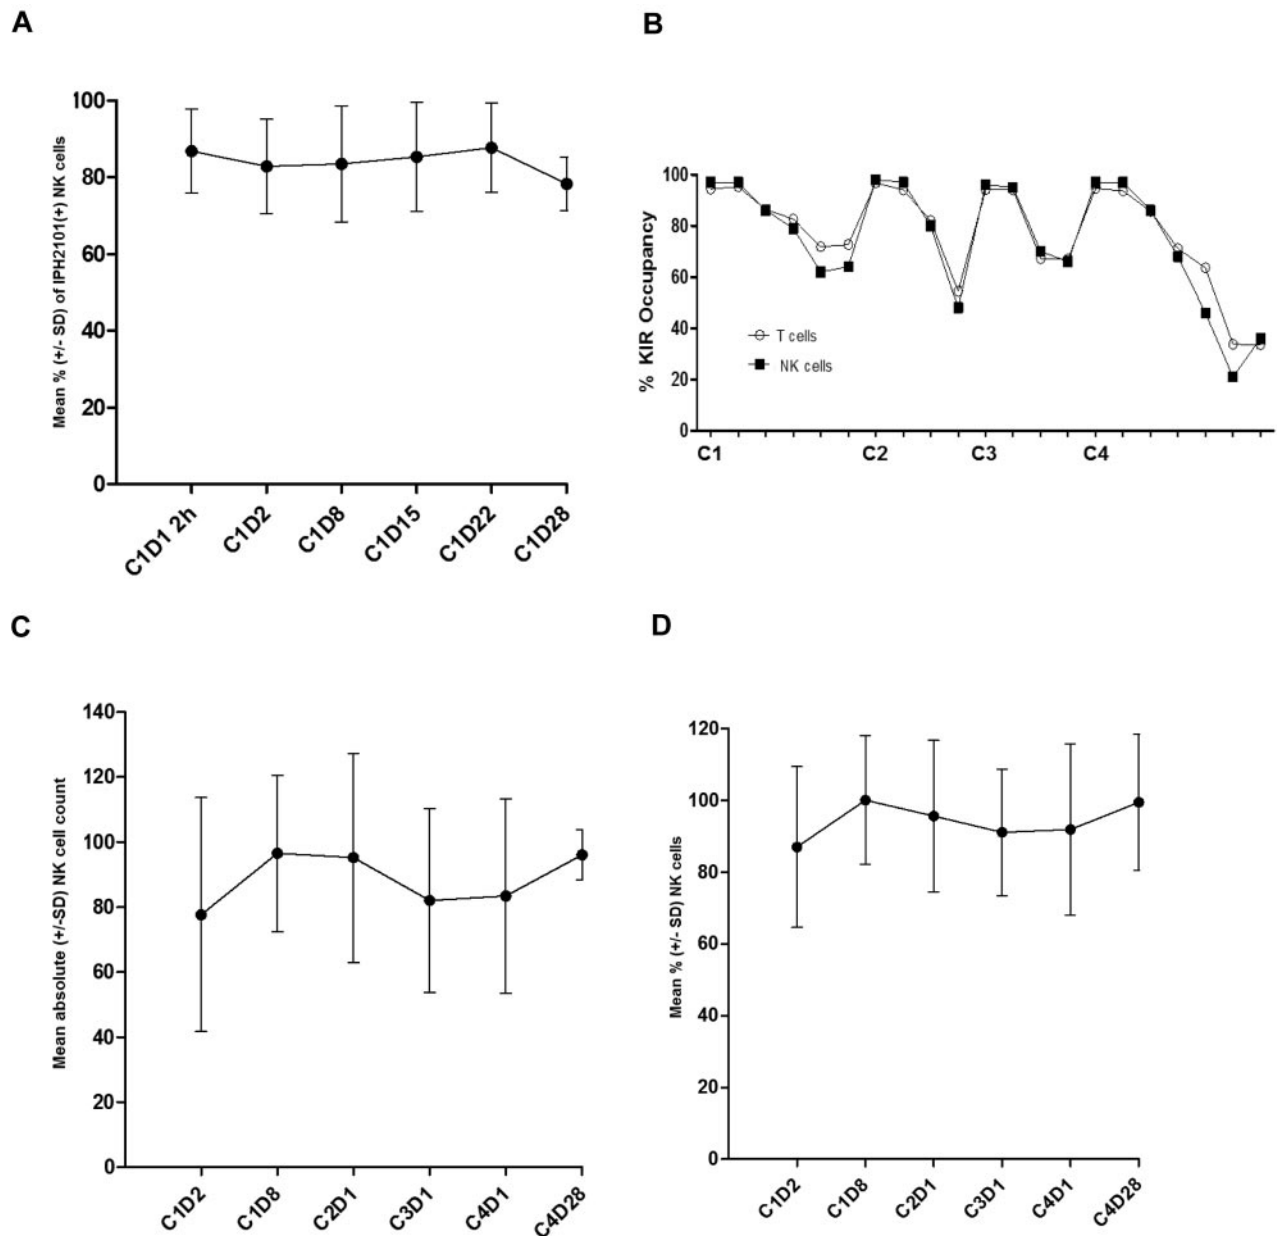 A
Mean % (+/- SD) of IPH2101(+) NK cells
100
80
60
40
20
0
C1D1 2h
C1D2
C1D8
C1D15
C1D22
C1D28
B
% KIR Occupancy
100
80
60
40
20
0
T cells
NK cells
C1
C2
C3
C4
C
Mean absolute (+/-SD) NK cell count
140
120
100
80
60
40
20
0
C1D2
C1D8
C2D1
C3D1
C4D1
C4D28
D
Mean % (+/- SD) NK cells
120
100
80
60
40
20
0
C1D2
C1D8
C2D1
C3D1
C4D1
C4D28